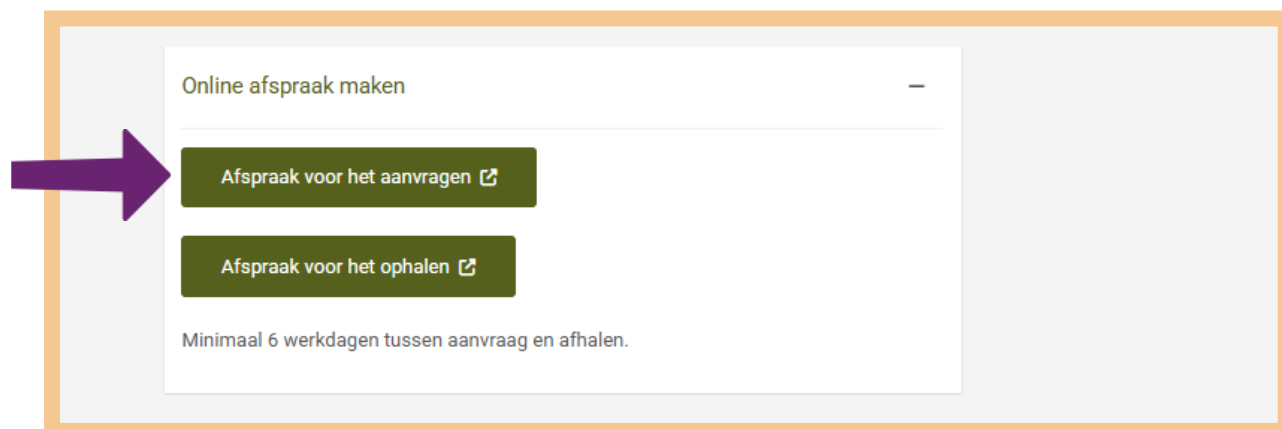 Online afspraak maken
Afspraak voor het aanvragen
Afspraak voor het ophalen
Minimaal 6 werkdagen tussen aanvraag en afhalen.